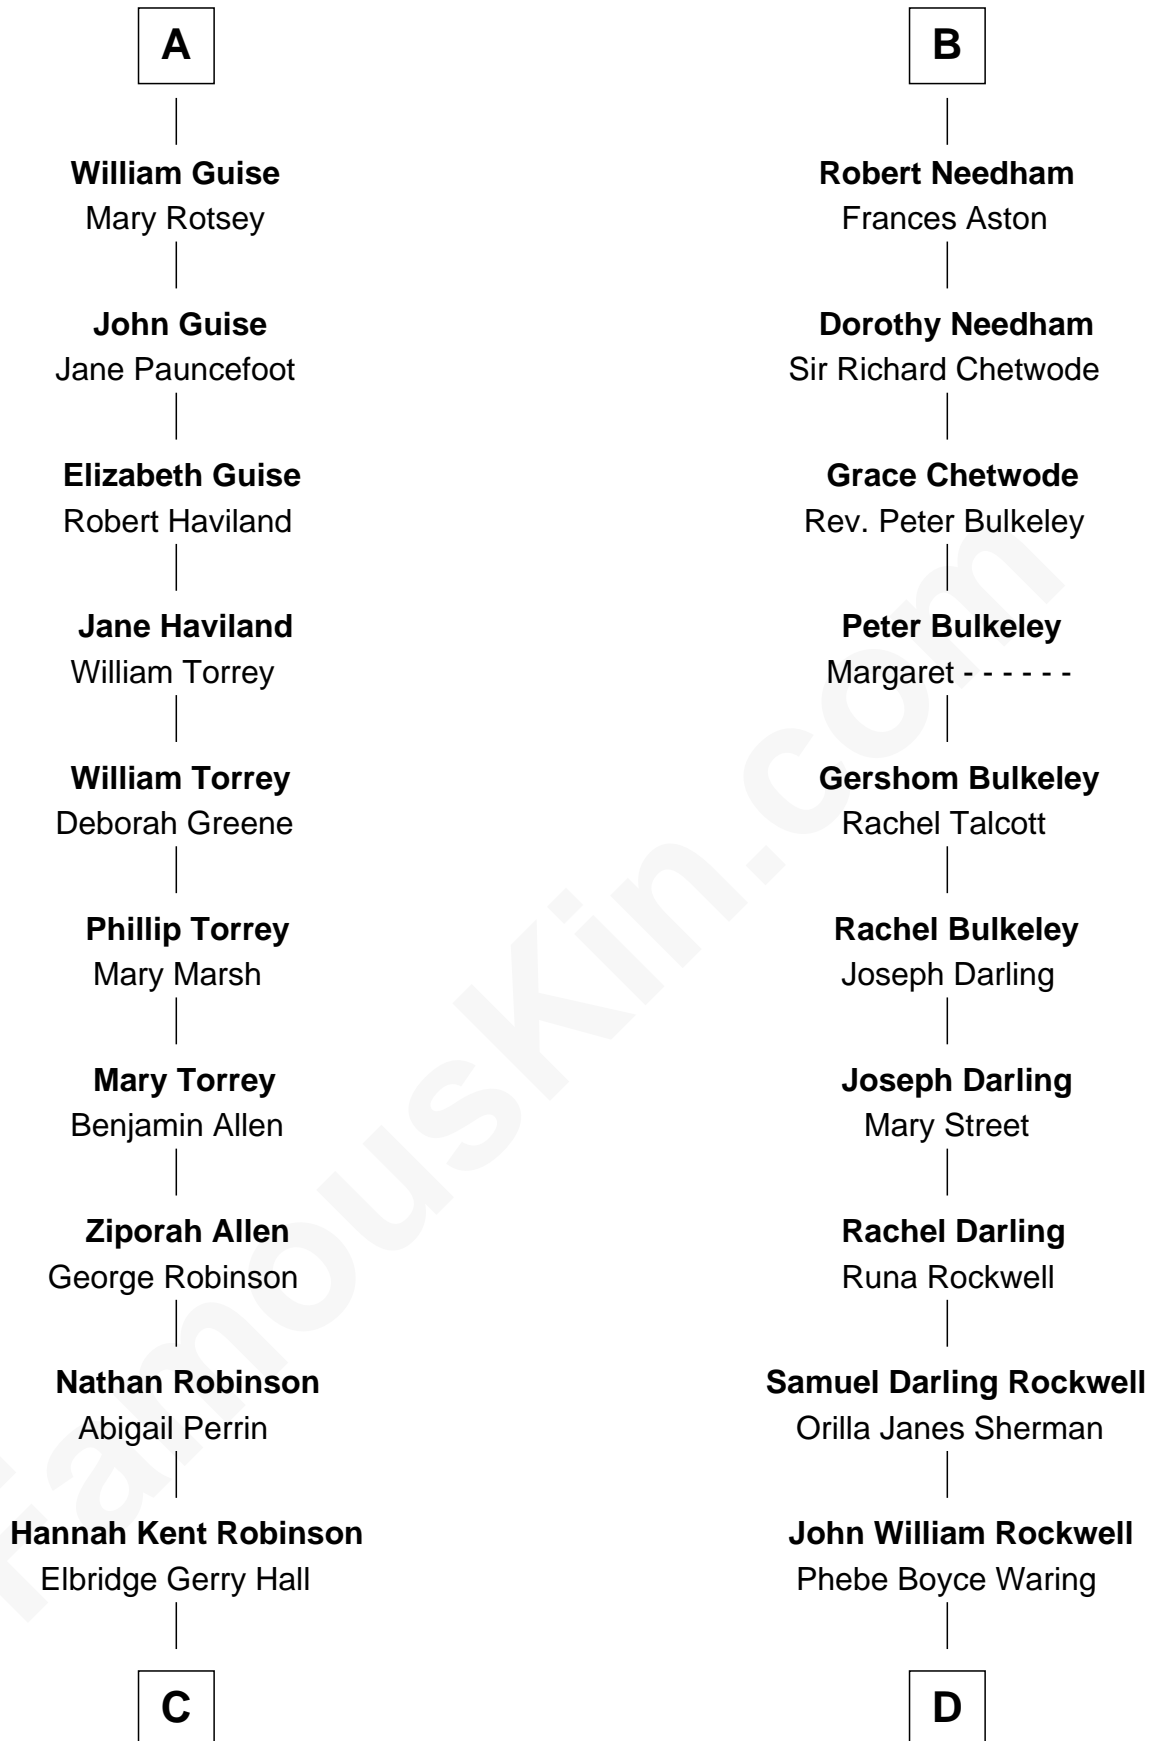 A
William Guise
Mary Rotsey
John Guise
Jane Pauncefoot
Elizabeth Guise
Robert Haviland
Jane Haviland
William Torrey
William Torrey
Deborah Greene
Phillip Torrey
Mary Marsh
Mary Torrey
Benjamin Allen
Ziporah Allen
George Robinson
Nathan Robinson
Abigail Perrin
Hannah Kent Robinson
Elbridge Gerry Hall
C
B
Robert Needham
Frances Aston
Dorothy Needham
Sir Richard Chetwode
Grace Chetwode
Rev. Peter Bulkeley
Peter Bulkeley
Margaret - - - - - -
Gershom Bulkeley
Rachel Talcott
Rachel Bulkeley
Joseph Darling
Joseph Darling
Mary Street
Rachel Darling
Runa Rockwell
Samuel Darling Rockwell
Orilla Janes Sherman
John William Rockwell
Phebe Boyce Waring
D
FamousKin.com